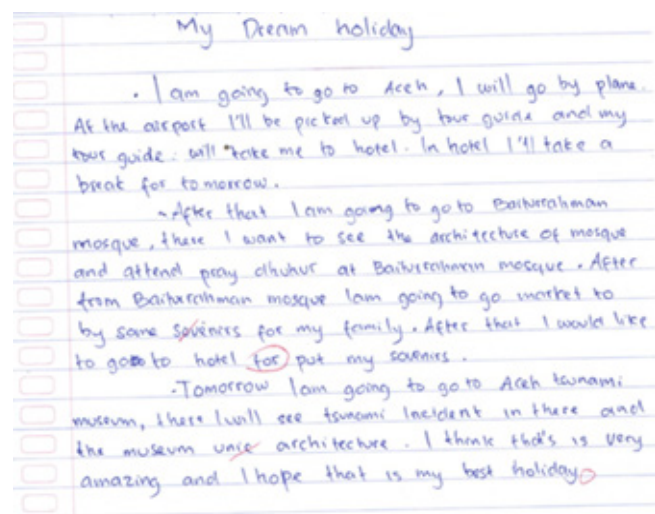 My Dream holiday
. I am going to go to Aceh, I will go by plane.
At the airport I'll be picked up by tour guide and my
tour guide. will take me to hotel. In hotel I'll take a
break for tomorrow.
- After that I am going to go to Baiturrahman
mosque, there I want to see the architecture of mosque
and attend pray dhuhur at Baiturrahman mosque. After
from Baiturrahman mosque I am going to go market to
by some soveniers for my family. After that I would like
to go to hotel for put my sovenirs.
. Tomorrow I am going to go to Aceh tsunami
museum, there I will see tsunami Incident in there and
the museum unic architecture. I think that's is very
amazing and I hope that is my best holiday.